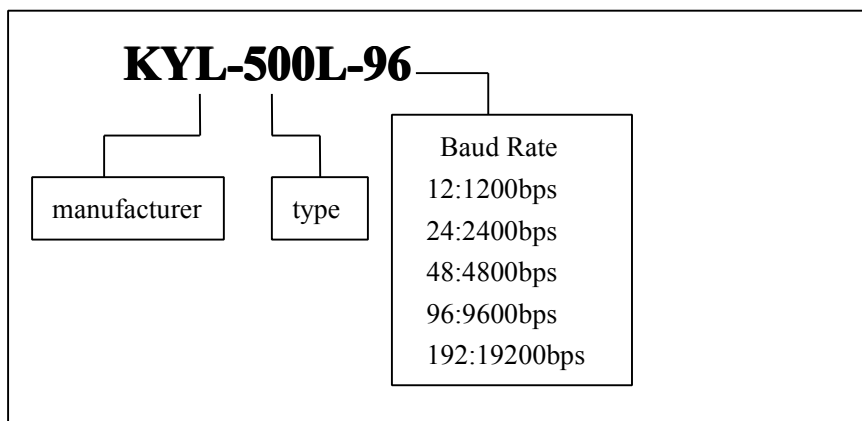 KYL-500L-96
manufacturer
type
Baud Rate
12:1200bps
24:2400bps
48:4800bps
96:9600bps
192:19200bps